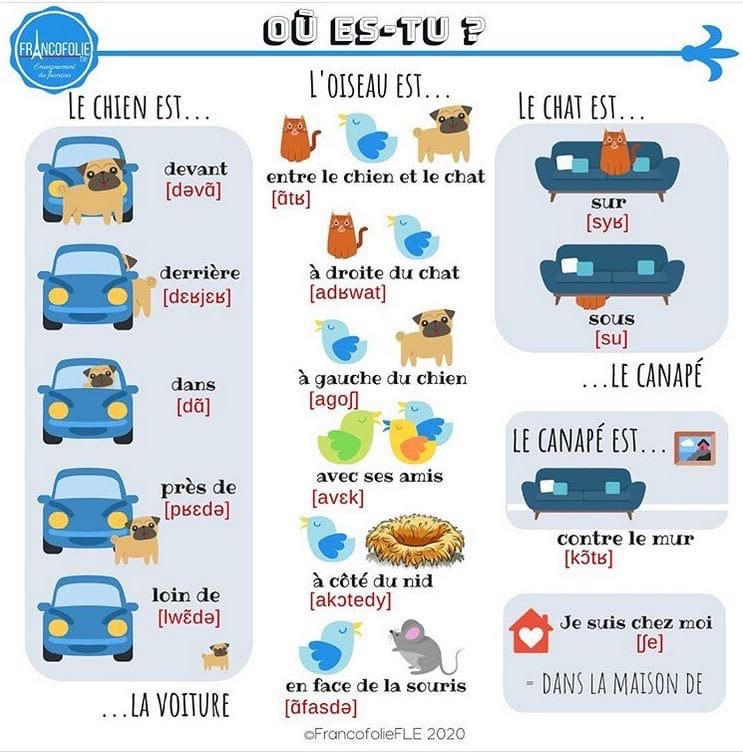 FRANCOFOLIE
FLE
Enseignement
du français
OÙ ES-TU ?
LE CHIEN EST...
devant
[dəvɑ̃]
derrière
[dɛʁjɛʁ]
dans
[dɑ̃]
près de
[pʁɛdə]
loin de
[lwɛ̃də]
...LA VOITURE
L'OISEAU EST...
entre le chien et le chat
[ɑ̃tʁ]
à droite du chat
[adʁwat]
à gauche du chien
[agoʃ]
avec ses amis
[avɛk]
à côté du nid
[akɔtedy]
en face de la souris
[ɑ̃fasdə]
LE CHAT EST...
sur
[syʁ]
sous
[su]
...LE CANAPÉ
LE CANAPÉ EST...
contre le mur
[kɔ̃tʁ]
Je suis chez moi
[ʃe]
= DANS LA MAISON DE
©FrancofolieFLE 2020